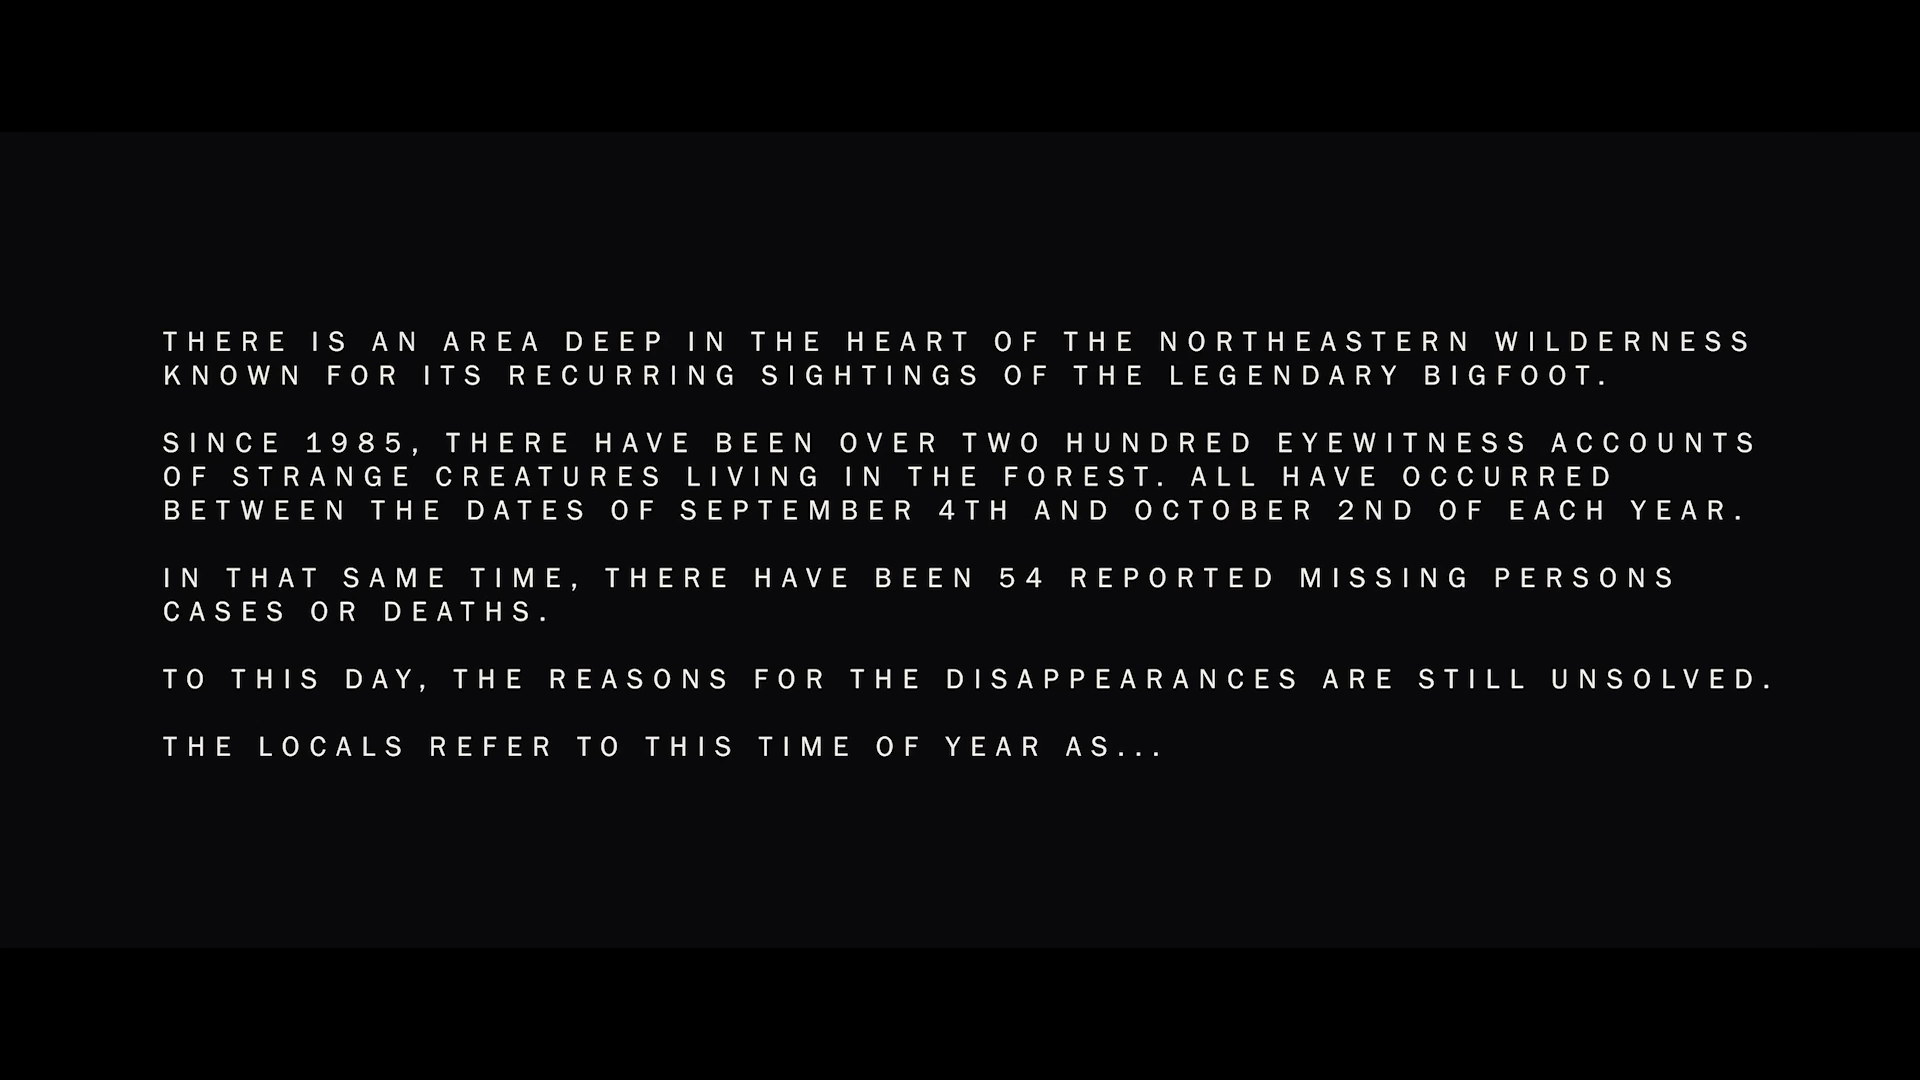 THERE IS AN AREA DEEP IN THE HEART OF THE NORTHEASTERN WILDERNESS
KNOWN FOR ITS RECURRING SIGHTINGS OF THE LEGENDARY BIGFOOT.
SINCE 1985, THERE HAVE BEEN OVER TWO HUNDRED EYEWITNESS ACCOUNTS
OF STRANGE CREATURES LIVING IN THE FOREST. ALL HAVE OCCURRED
BETWEEN THE DATES OF SEPTEMBER 4TH AND OCTOBER 2ND OF EACH YEAR.
IN THAT SAME TIME, THERE HAVE BEEN 54 REPORTED MISSING PERSONS
CASES OR DEATHS.
TO THIS DAY, THE REASONS FOR THE DISAPPEARANCES ARE STILL UNSOLVED.
THE LOCALS REFER TO THIS TIME OF YEAR AS...